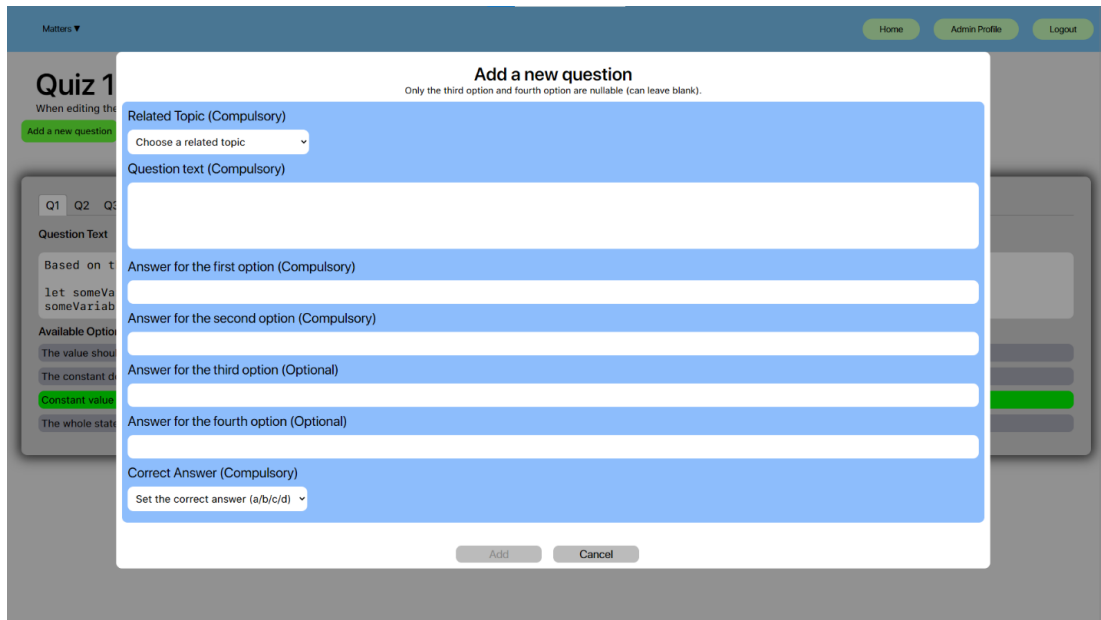 Matters ▼
Home
Admin Profile
Logout
Quiz 1
When editing the
Add a new question
Q1 Q2
Question Text
Based on t
let someVa
someVariab
Available Optio
The value shou
The constant d
Constant value
The whole state
Add a new question
Only the third option and fourth option are nullable (can leave blank).
Related Topic (Compulsory)
Choose a related topic
Question text (Compulsory)
Answer for the first option (Compulsory)
Answer for the second option (Compulsory)
Answer for the third option (Optional)
Answer for the fourth option (Optional)
Correct Answer (Compulsory)
Set the correct answer (a/b/c/d)
Add
Cancel